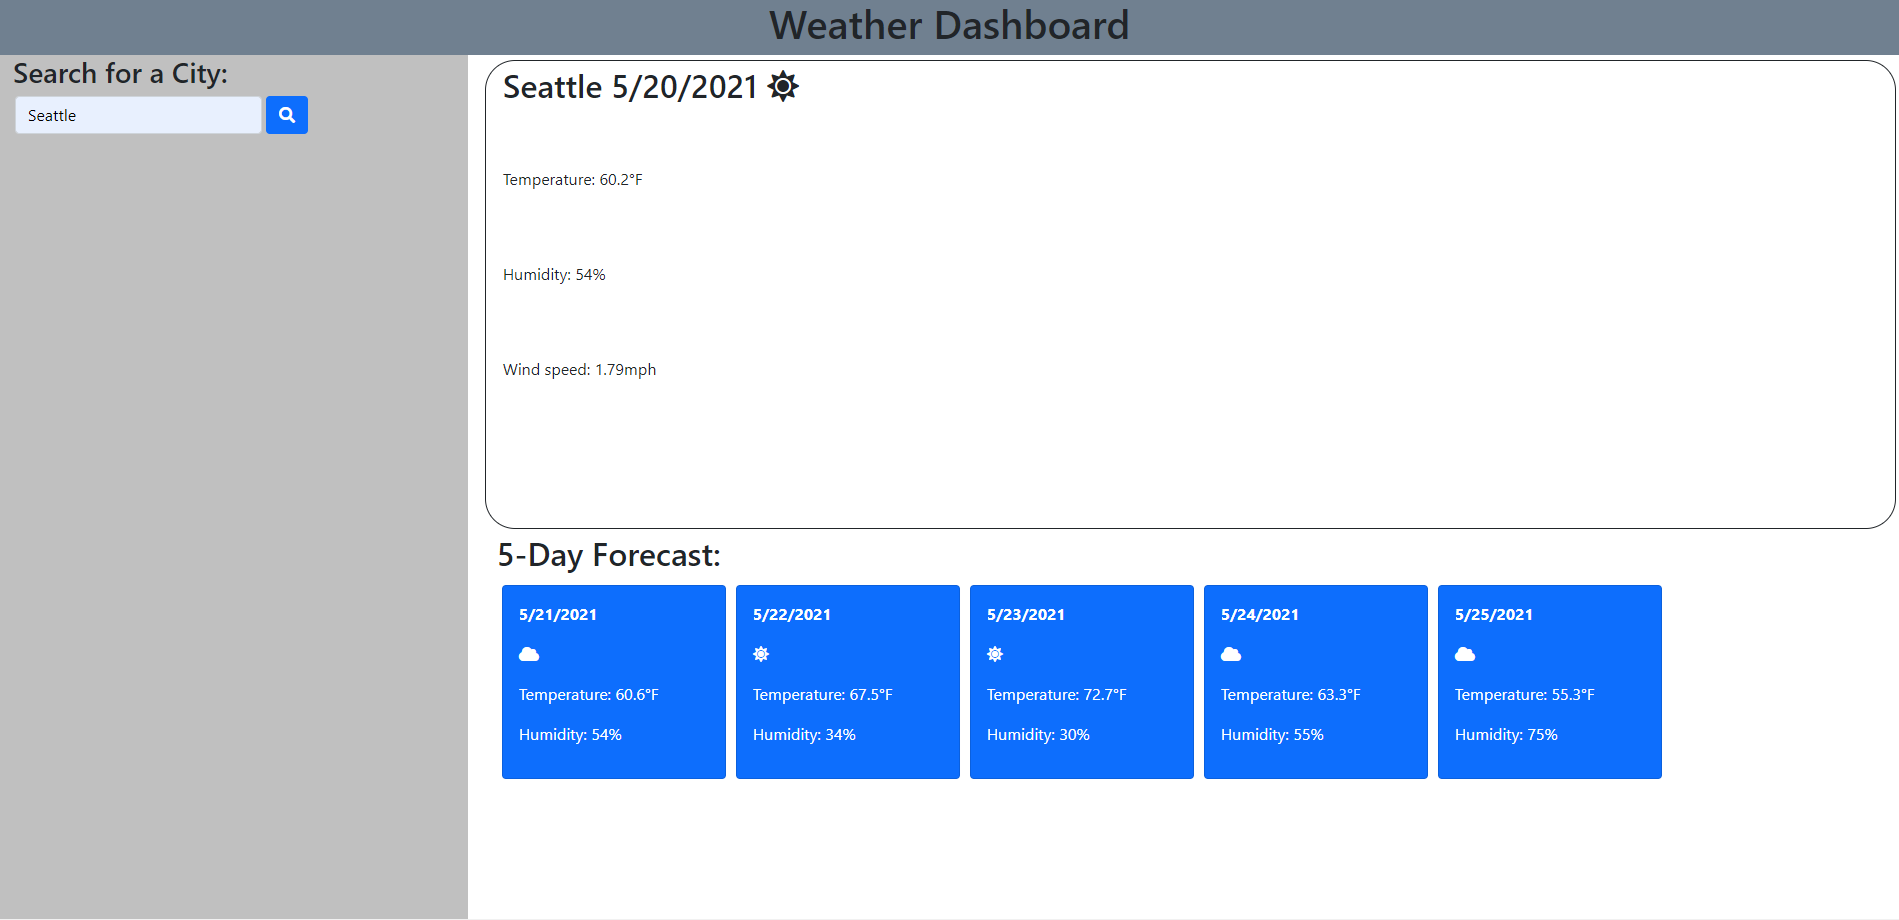 Weather Dashboard
Search for a City:
Seattle
Seattle 5/20/2021
Temperature: 60.2°F
Humidity: 54%
Wind speed: 1.79mph
5-Day Forecast:
5/21/2021
Temperature: 60.6°F
Humidity: 54%
5/22/2021
Temperature: 67.5°F
Humidity: 34%
5/23/2021
Temperature: 72.7°F
Humidity: 30%
5/24/2021
Temperature: 63.3°F
Humidity: 55%
5/25/2021
Temperature: 55.3°F
Humidity: 75%